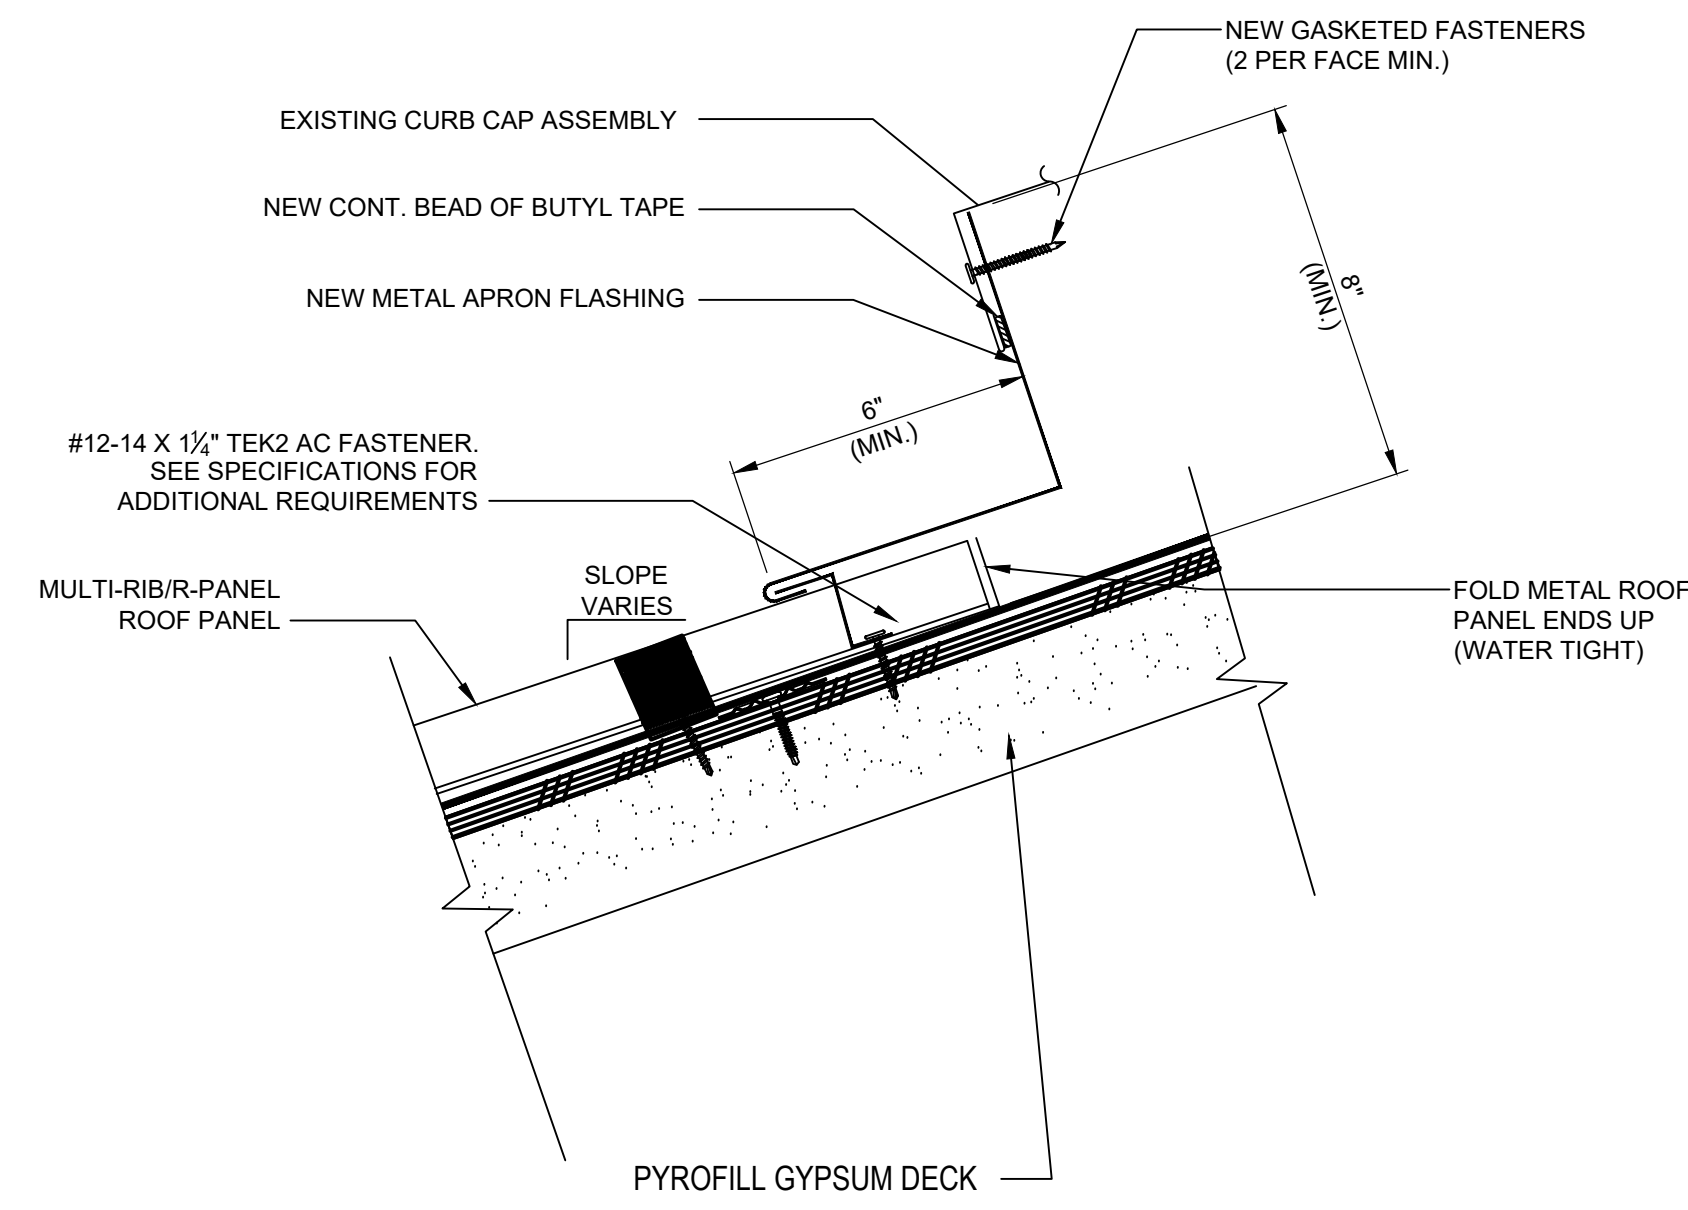 NEW GASKETED FASTENERS
(2 PER FACE MIN.)
EXISTING CURB CAP ASSEMBLY
NEW CONT. BEAD OF BUTYL TAPE
NEW METAL APRON FLASHING
8"
(MIN.)
6"
(MIN.)
#12-14 X 1¼" TEK2 AC FASTENER.
SEE SPECIFICATIONS FOR
ADDITIONAL REQUIREMENTS
SLOPE
VARIES
MULTI-RIB/R-PANEL
ROOF PANEL
FOLD METAL ROOF
PANEL ENDS UP
(WATER TIGHT)
PYROFILL GYPSUM DECK